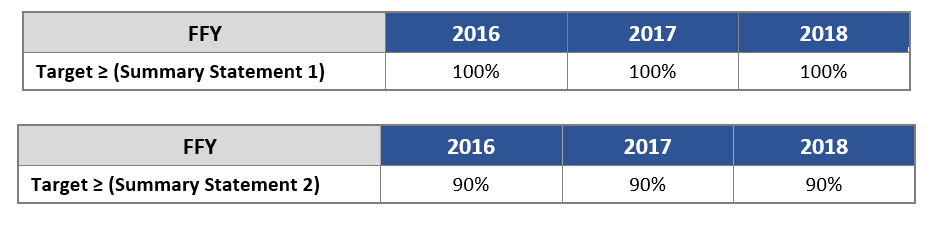 FFY 2016 2017 2018
Target ≥ (Summary Statement 1) 100% 100% 100%
FFY 2016 2017 2018
Target ≥ (Summary Statement 2) 90% 90% 90%